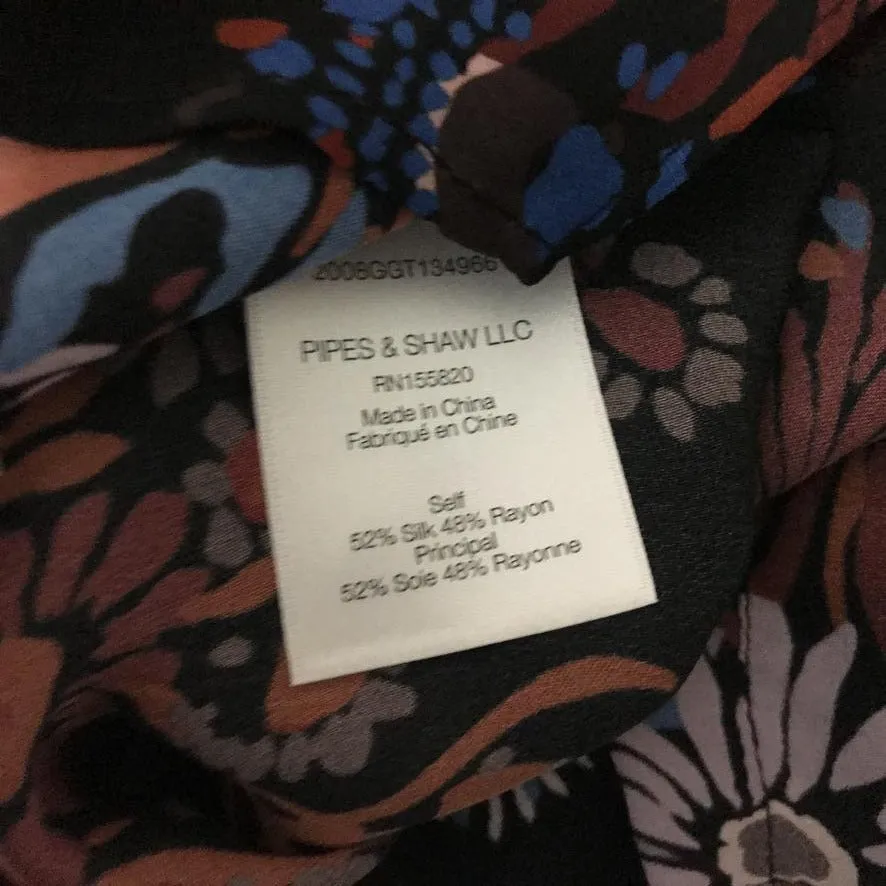 2008GGT134966
PIPES & SHAW LLC
RN155820
Made in China
Fabriqué en Chine
Self
52% Silk 48% Rayon
Principal
52% Soie 48% Rayonne